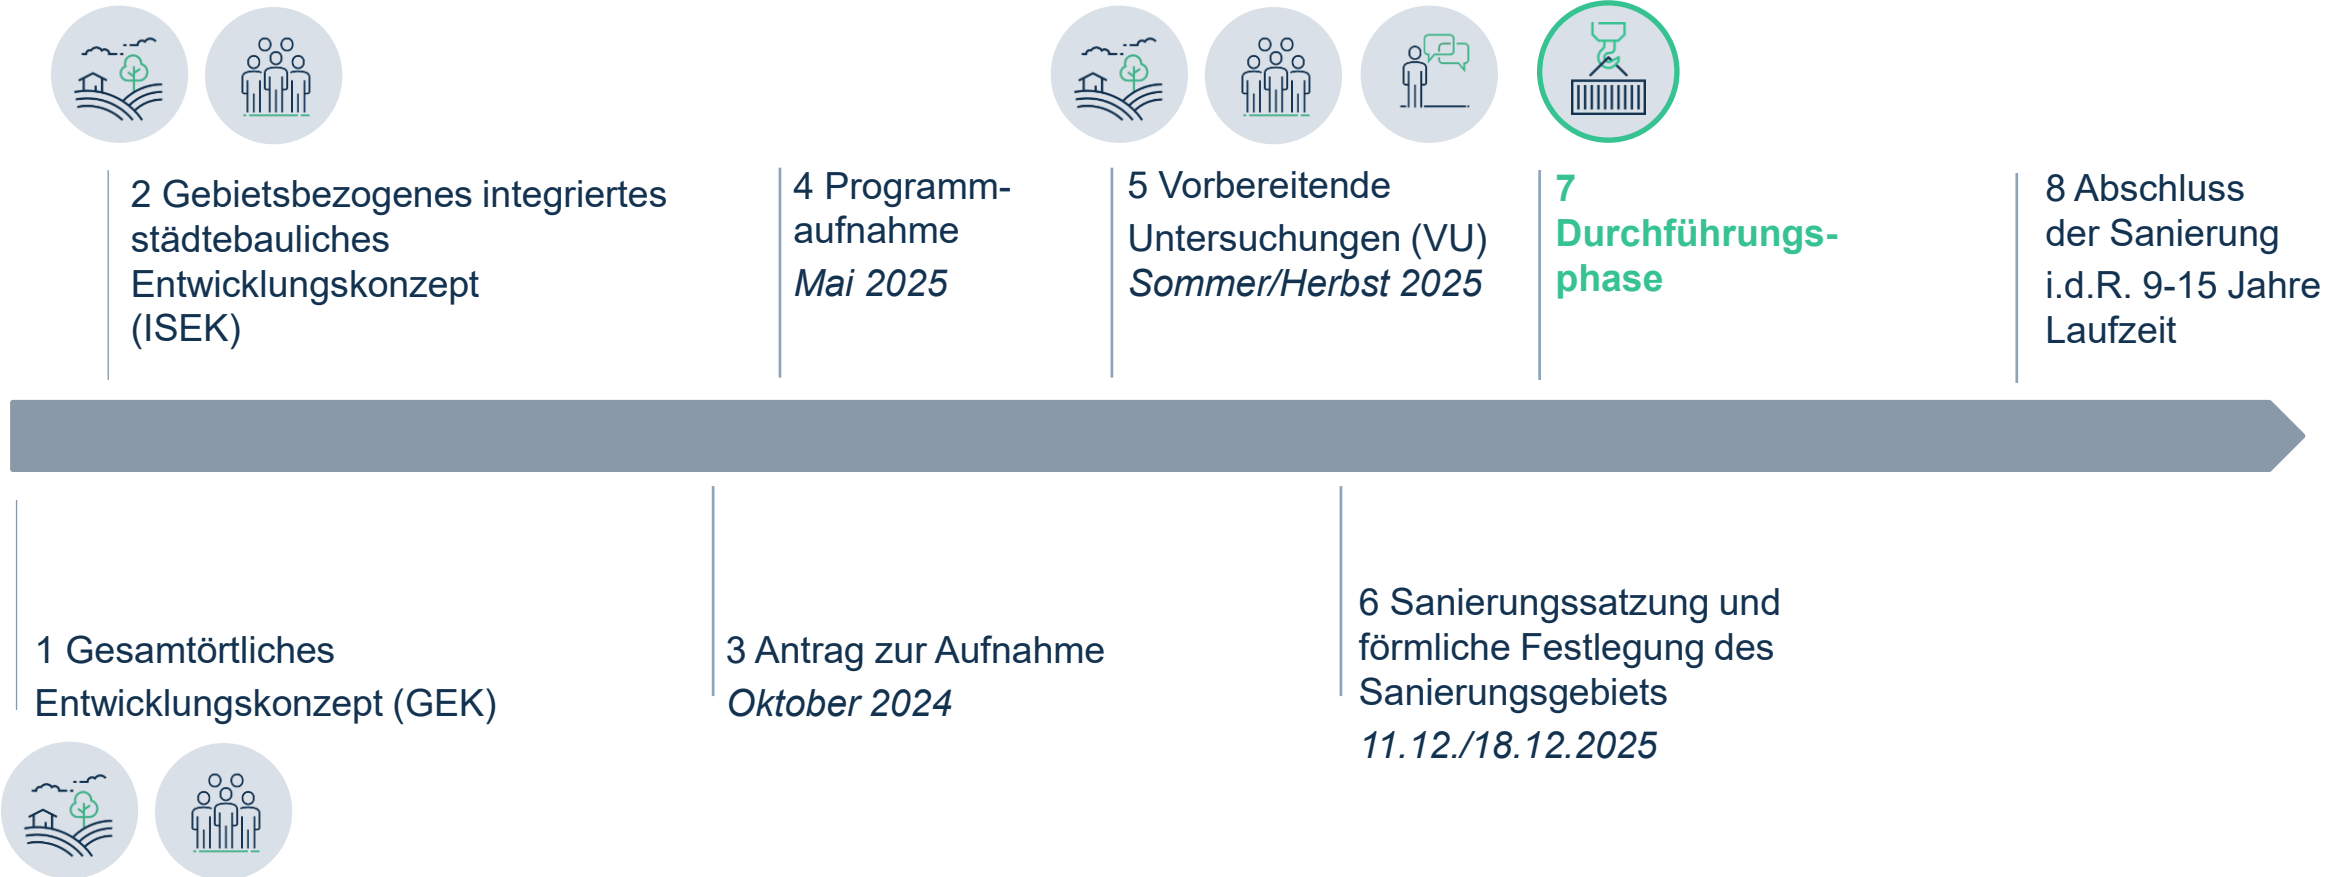 2 Gebietsbezogenes integriertes
städtebauliches
Entwicklungskonzept
(ISEK)
4 Programm-
aufnahme
Mai 2025
5 Vorbereitende
Untersuchungen (VU)
Sommer/Herbst 2025
7
Durchführungs-
phase
8 Abschluss
der Sanierung
i.d.R. 9-15 Jahre
Laufzeit
1 Gesamtörtliches
Entwicklungskonzept (GEK)
3 Antrag zur Aufnahme
Oktober 2024
6 Sanierungssatzung und
förmliche Festlegung des
Sanierungsgebiets
11.12./18.12.2025